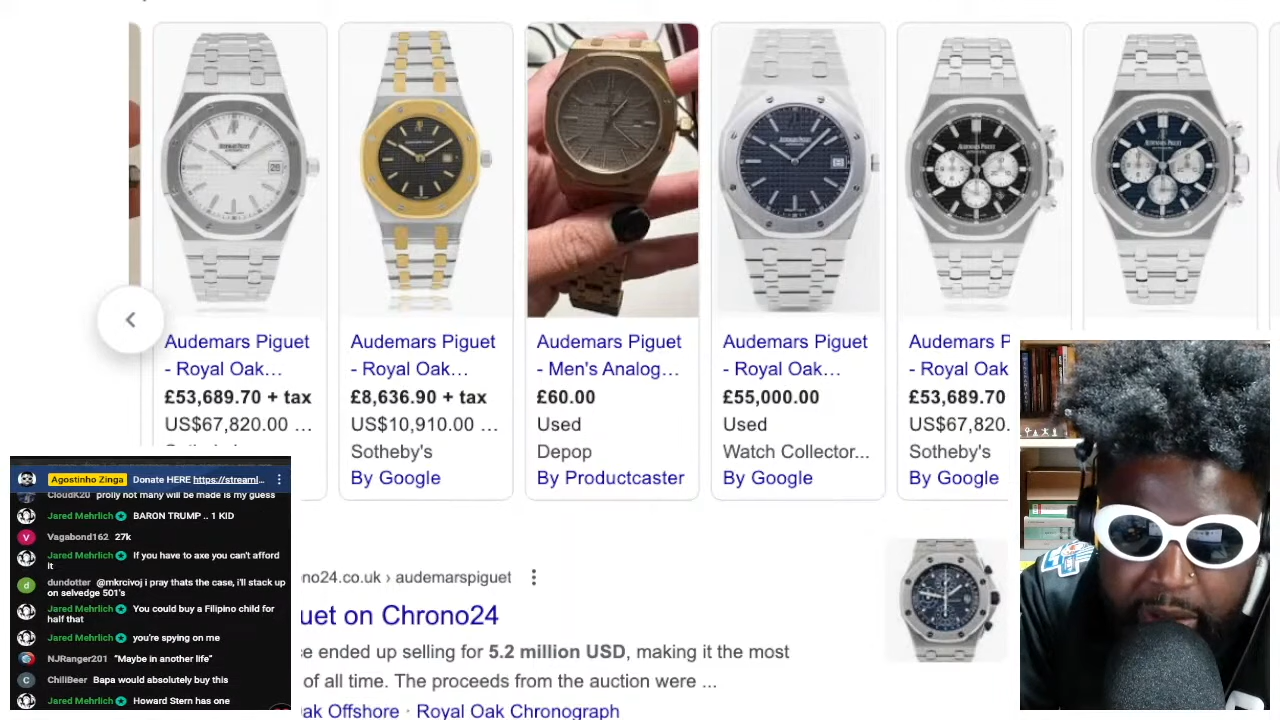 Audemars Piguet
- Royal Oak...
£53,689.70 + tax
US$67,820.00 ...
Audemars Piguet
- Royal Oak...
£8,636.90 + tax
US$10,910.00 ...
Sotheby's
By Google
Audemars Piguet
- Men's Analog...
£60.00
Used
Depop
By Productcaster
Audemars Piguet
- Royal Oak...
£55,000.00
Used
Watch Collector...
By Google
Audemars P
- Royal Oak
£53,689.70
US$67,820.
Sotheby's
By Google
no24.co.uk › audemarspiguet
uet on Chrono24
ce ended up selling for 5.2 million USD, making it the most
of all time. The proceeds from the auction were ...
ak Offshore · Royal Oak Chronograph
Agostinho Zinga Donate HERE https://streaml...
CloudK20 prolly not many will be made is my guess
Jared Mehrlich BARON TRUMP .. 1 KID
Vagabond162 27k
Jared Mehrlich If you have to axe you can't afford
it
dundotter @mkrcivoj i pray thats the case, i'll stack up
on selvedge 501's
Jared Mehrlich You could buy a Filipino child for
half that
Jared Mehrlich you're spying on me
NJRanger201 "Maybe in another life"
ChiliBeer Bapa would absolutely buy this
Jared Mehrlich Howard Stern has one